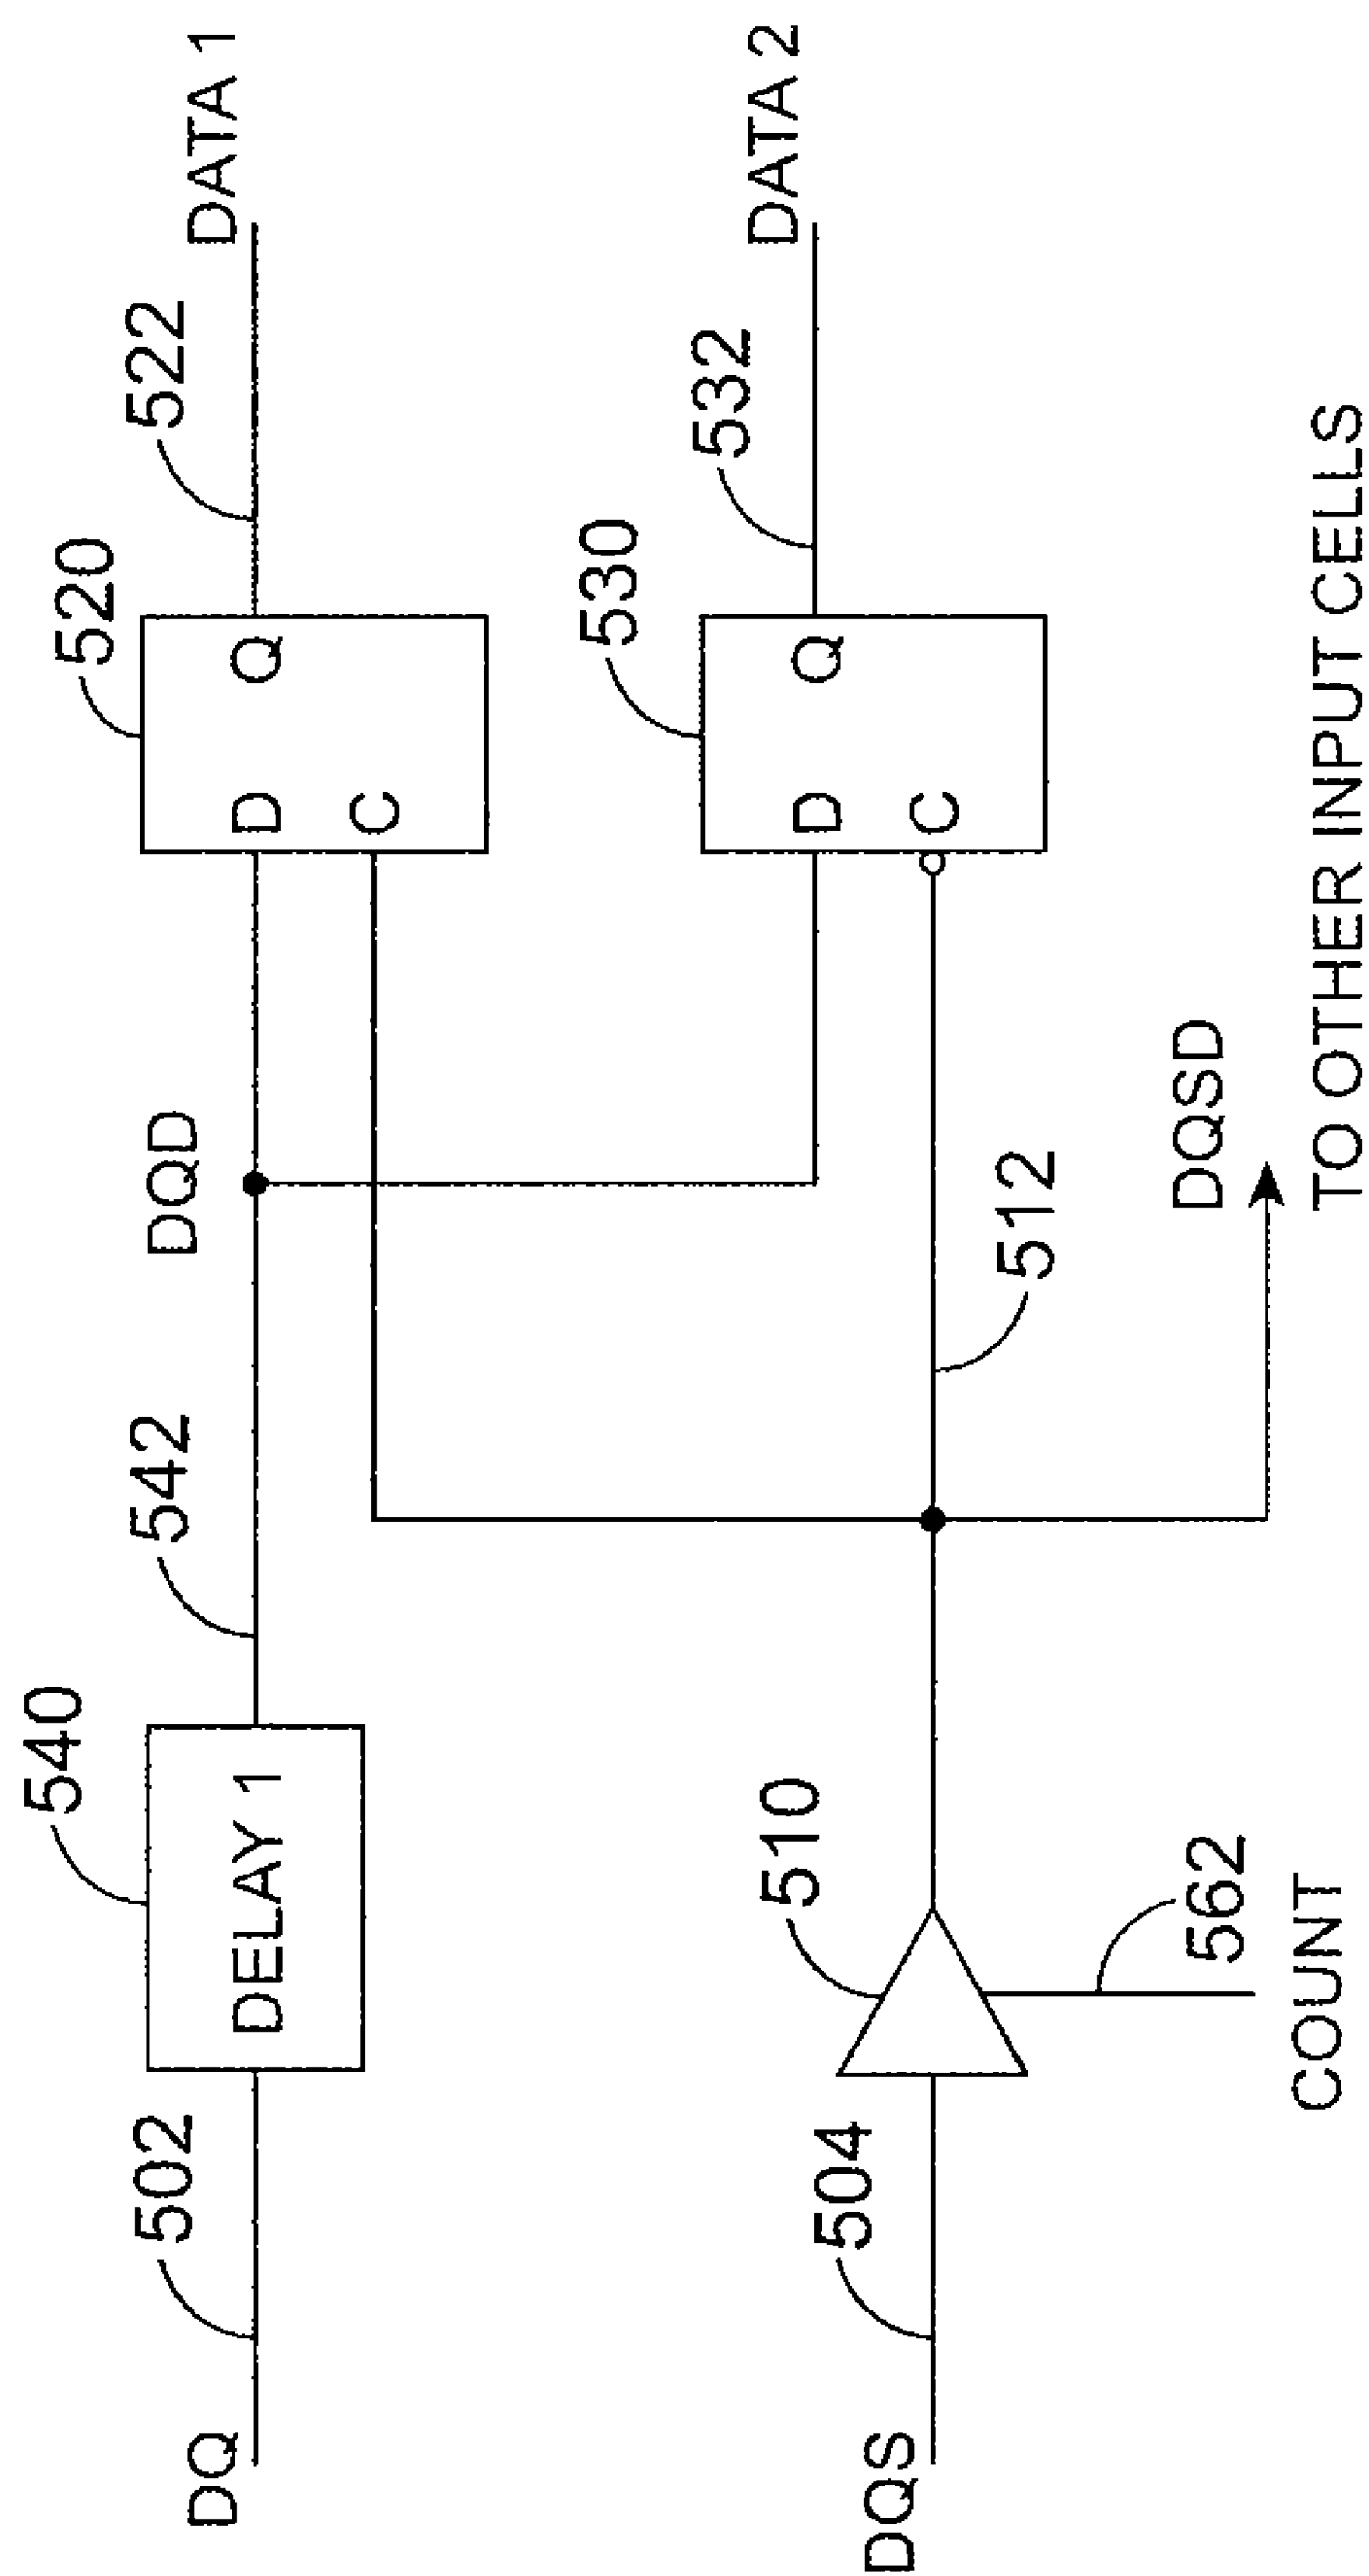 540
542
DQD
520
522
DQ
502
DELAY 1
D
Q
DATA 1
C
530
532
510
D
Q
DATA 2
DQS
504
C
512
562
COUNT
DQSD
TO OTHER INPUT CELLS